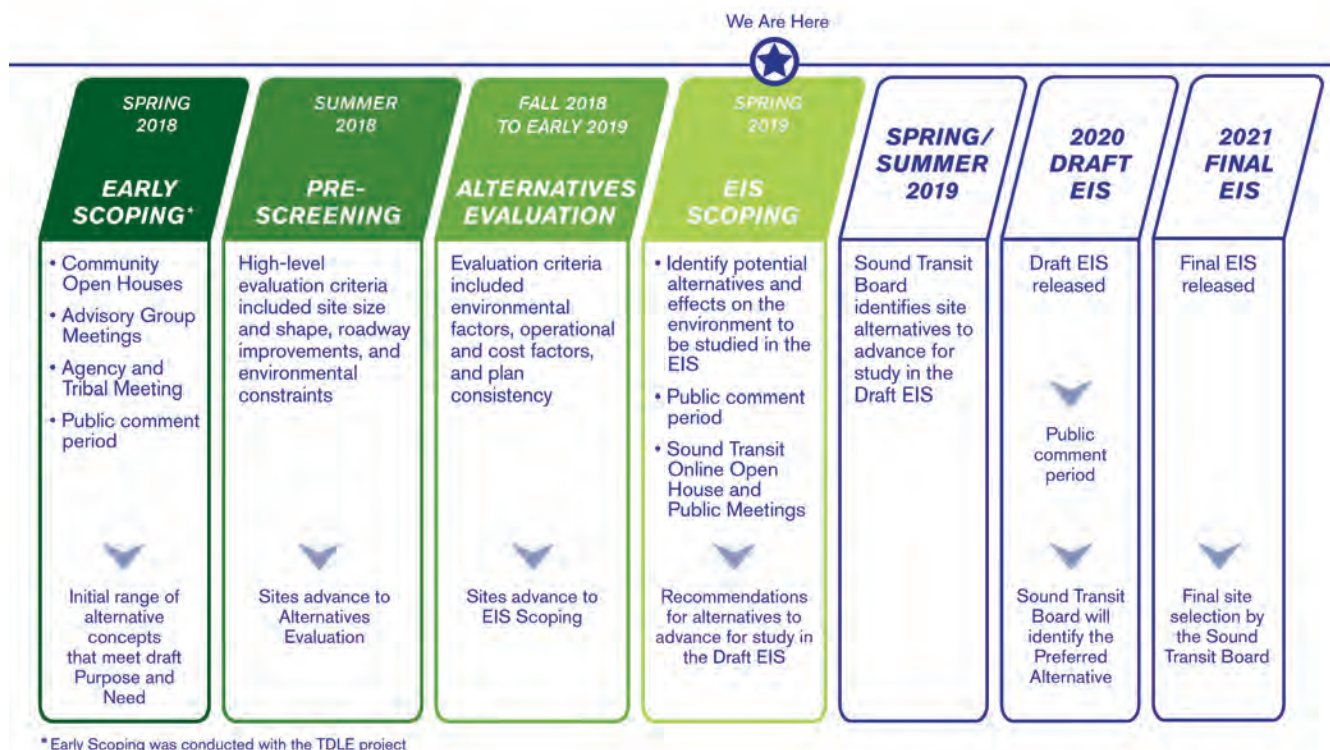 We Are Here
SPRING
2018
EARLY
SCOPING*
• Community
Open Houses
• Advisory Group
Meetings
• Agency and
Tribal Meeting
• Public comment
period
Initial range of
alternative
concepts
that meet draft
Purpose and
Need
SUMMER
2018
PRE-
SCREENING
High-level
evaluation criteria
included site size
and shape, roadway
improvements, and
environmental
constraints
Sites advance to
Alternatives
Evaluation
FALL 2018
TO EARLY 2019
ALTERNATIVES
EVALUATION
Evaluation criteria
included
environmental
factors, operational
and cost factors,
and plan
consistency
Sites advance to
EIS Scoping
SPRING
2019
EIS
SCOPING
• Identify potential
alternatives and
effects on the
environment to
be studied in the
EIS
• Public comment
period
• Sound Transit
Online Open
House and
Public Meetings
Recommendations
for alternatives to
advance for study in
the Draft EIS
SPRING/
SUMMER
2019
Sound Transit
Board
identifies site
alternatives to
advance for
study in the
Draft EIS
2020
DRAFT
EIS
Draft EIS
released
Public
comment
period
Sound Transit
Board will
identify the
Preferred
Alternative
2021
FINAL
EIS
Final EIS
released
Final site
selection by
the Sound
Transit Board
* Early Scoping was conducted with the TDLE project